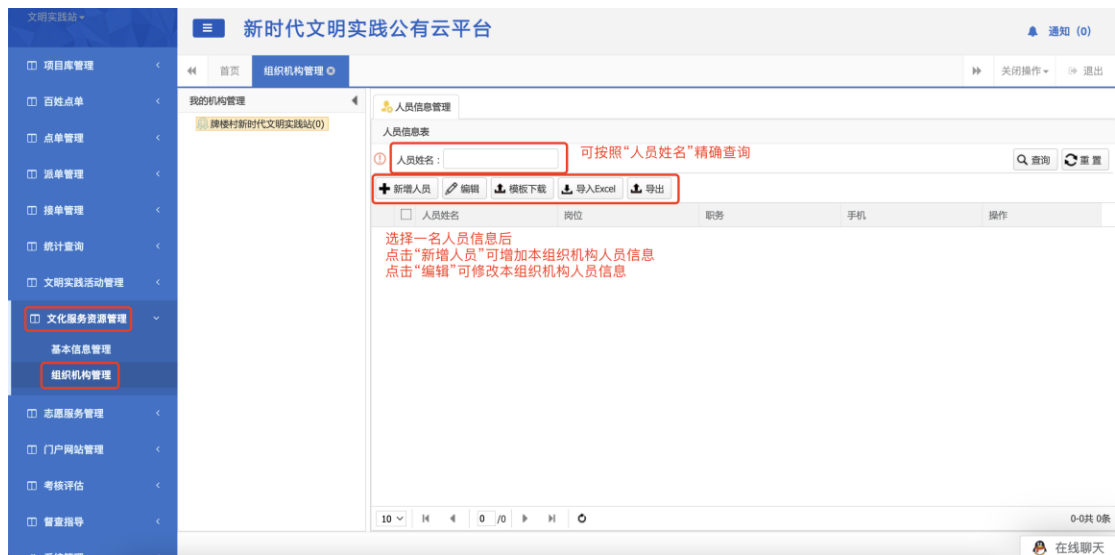 文明实践站
新时代文明实践公有云平台
通知 (0)
项目库管理
首页
组织机构管理
关闭操作
退出
百姓点单
我的机构管理
人员信息管理
牌楼村新时代文明实践站(0)
人员信息表
点单管理
人员姓名：
可按照“人员姓名”精确查询
查询
重置
派单管理
新增人员
编辑
模板下载
导入Excel
导出
接单管理
人员姓名
岗位
职务
手机
操作
选择一名人员信息后
点击“新增人员”可增加本组织机构人员信息
点击“编辑”可修改本组织机构人员信息
统计查询
文明实践活动管理
文化服务资源管理
基本信息管理
组织机构管理
志愿服务管理
门户网站管理
考核评估
督查指导
10
0 /0
0-0共 0条
在线聊天